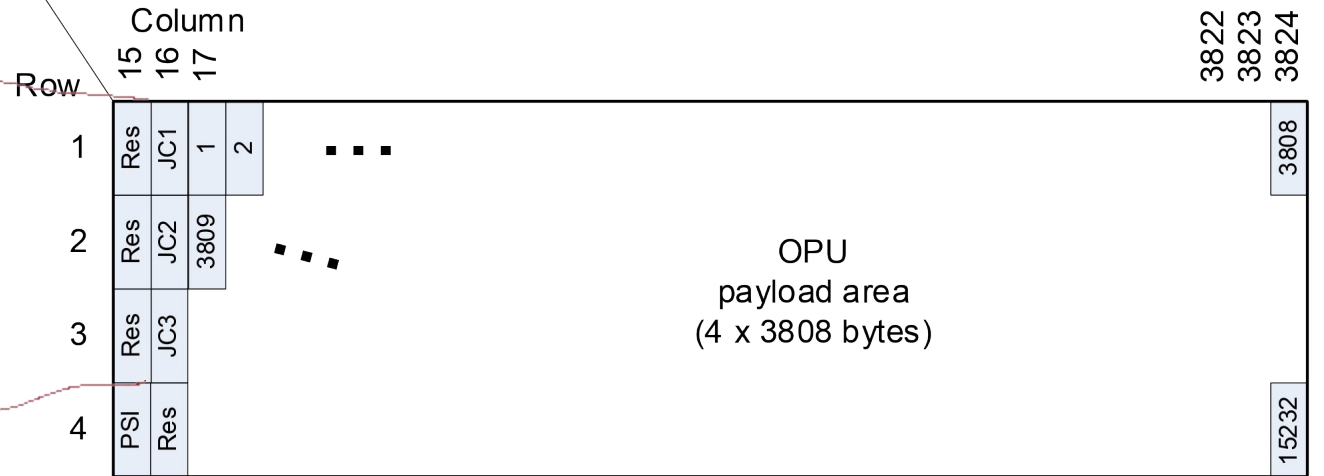 Column
15 16 17 3822 3823 3824
Row
1 Res JC1 1 2 3808
2 Res JC2 3809
OPU
payload area
3 Res JC3
(4 x 3808 bytes)
4 PSI Res 15232